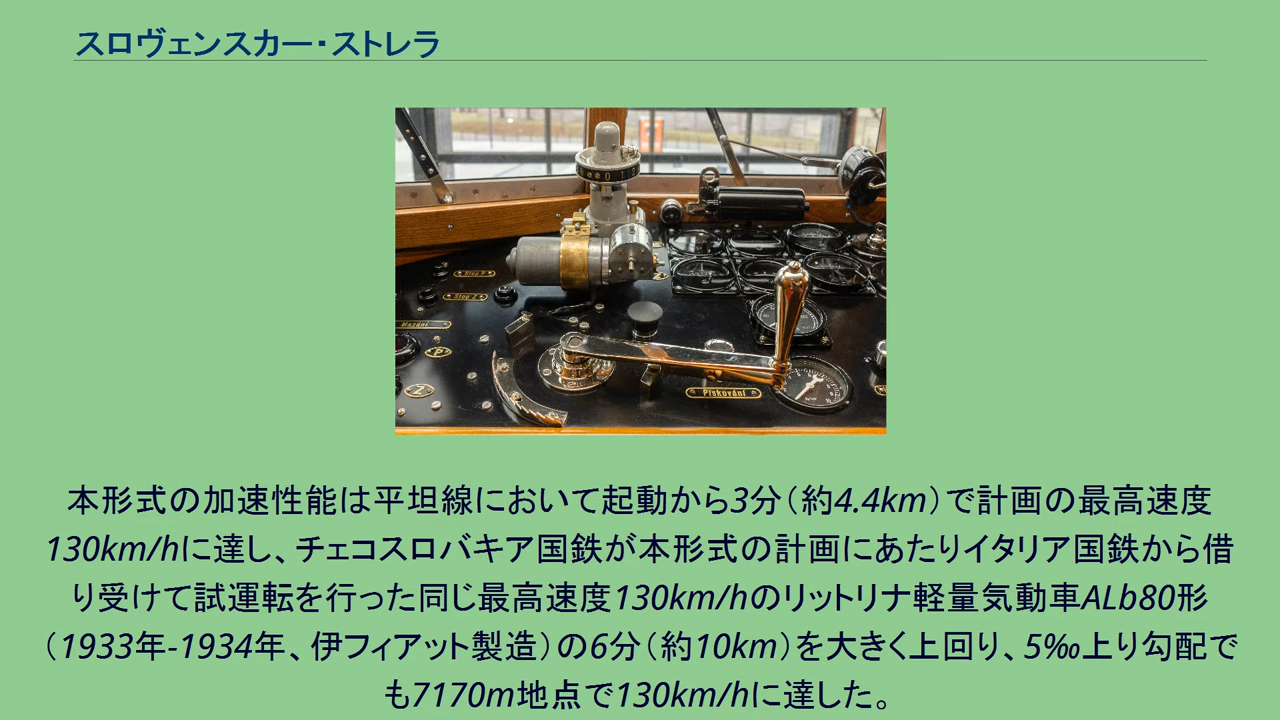 スロヴェンスカー・ストレラ
0 1 2
Stop P
Stop Z
Mazání
P
Z
Pískování
本形式の加速性能は平坦線において起動から3分（約4.4km）で計画の最高速度
130km/hに達し、チェコスロバキア国鉄が本形式の計画にあたりイタリア国鉄から借
り受けて試運転を行った同じ最高速度130km/hのリットリナ軽量気動車ALb80形
（1933年-1934年、伊フィアット製造）の6分（約10km）を大きく上回り、5‰上り勾配で
も7170m地点で130km/hに達した。